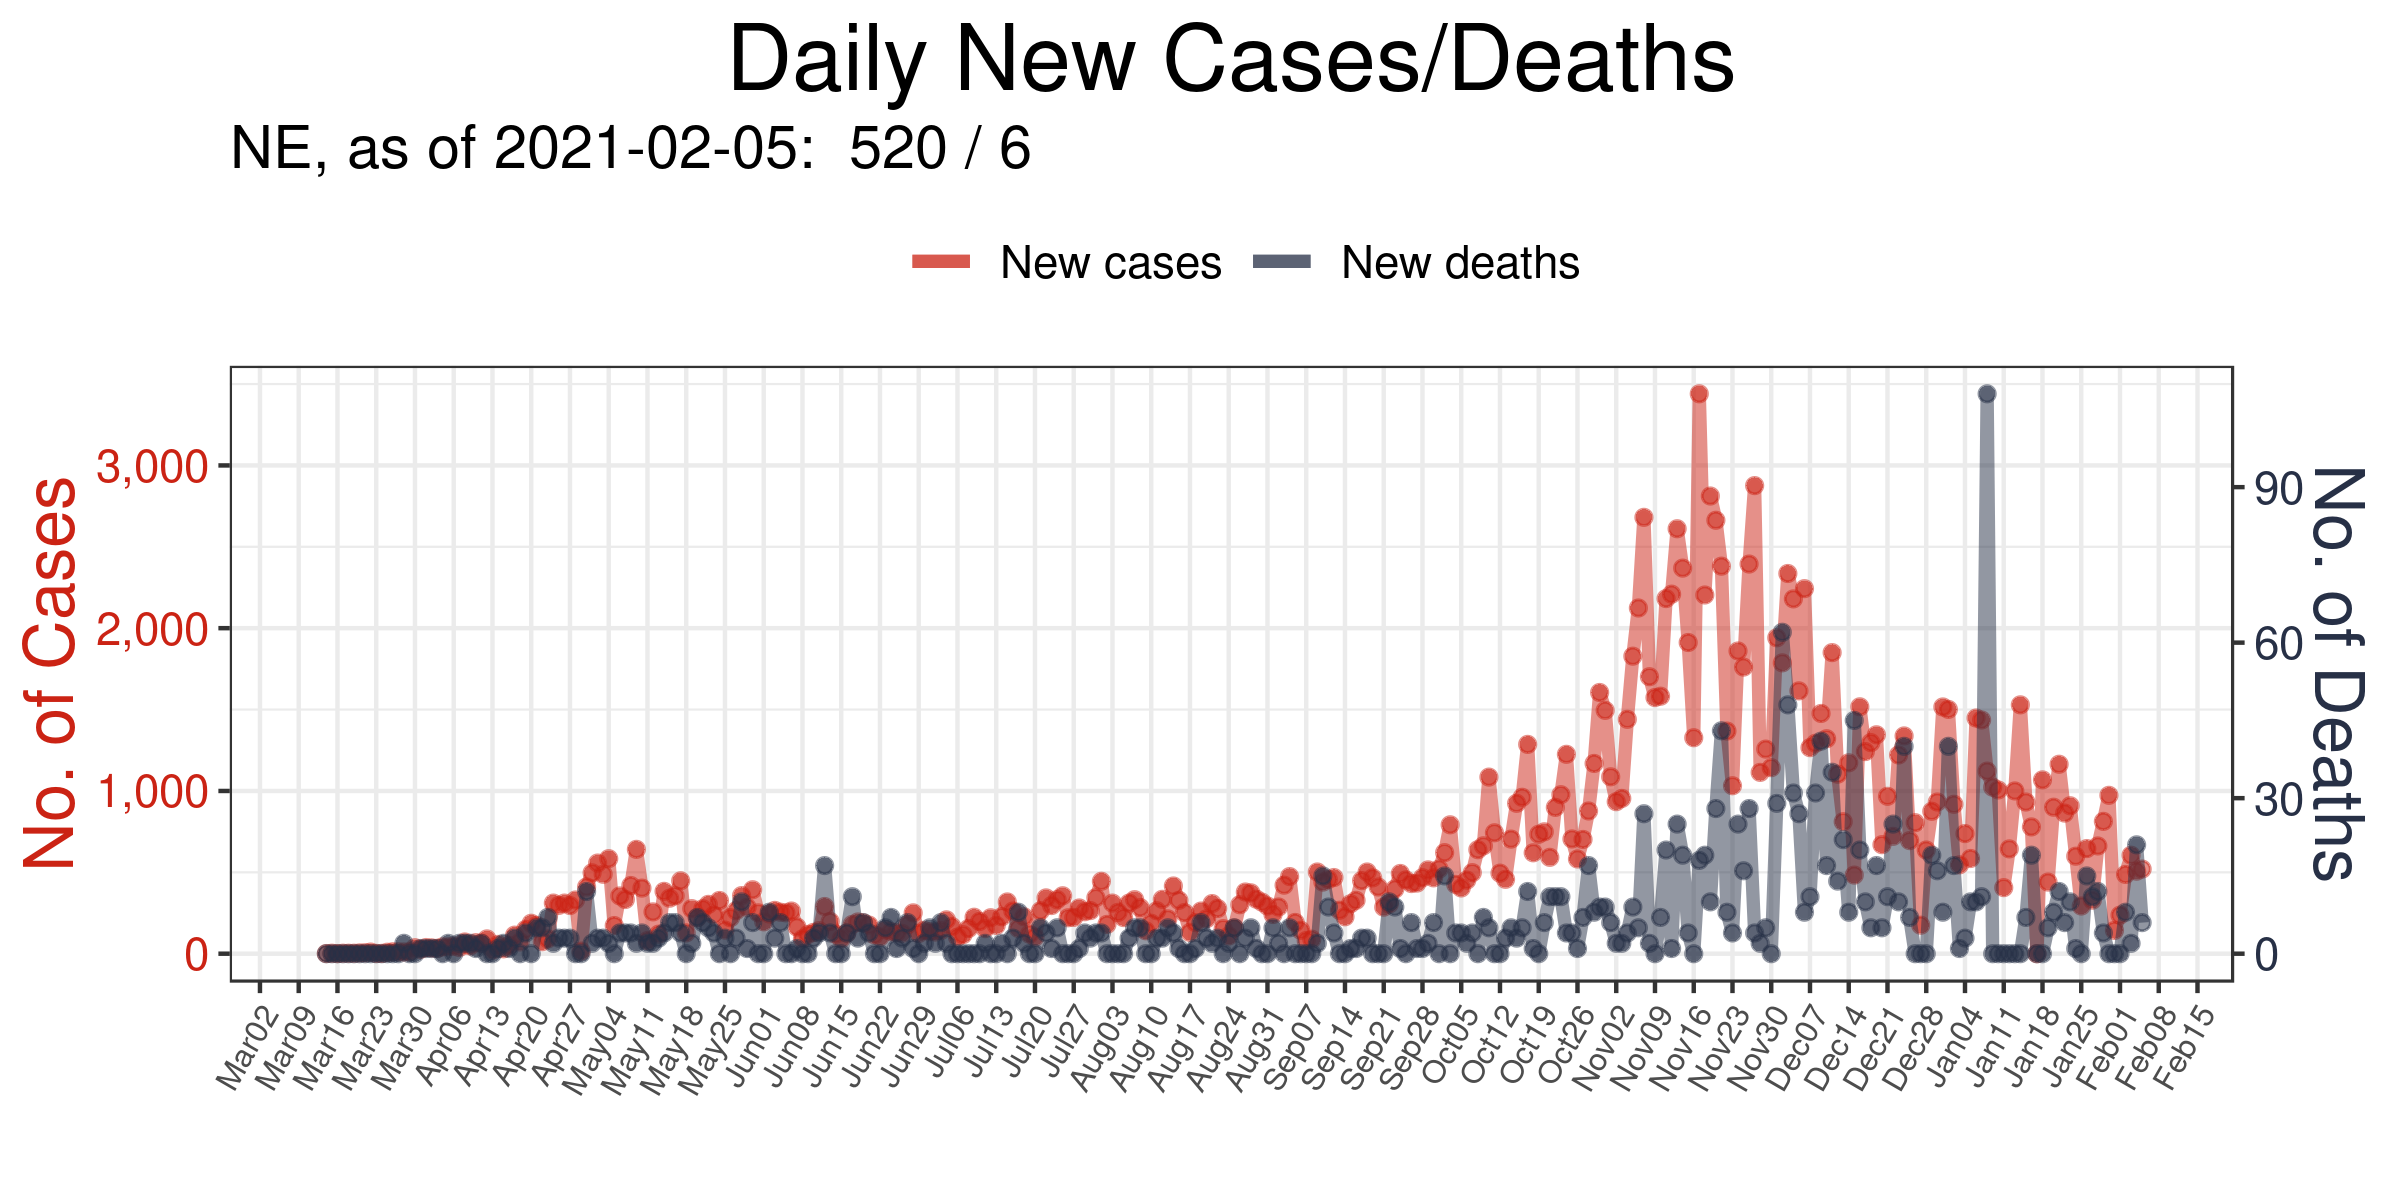 Daily New Cases/Deaths
NE, as of 2021-02-05:  520 / 6
New cases
New deaths
No. of Cases
3,000
2,000
1,000
0
90
60
30
0
No. of Deaths
Mar02
Mar09
Mar16
Mar23
Mar30
Apr06
Apr13
Apr20
Apr27
May04
May11
May18
May25
Jun01
Jun08
Jun15
Jun22
Jun29
Jul06
Jul13
Jul20
Jul27
Aug03
Aug10
Aug17
Aug24
Aug31
Sep07
Sep14
Sep21
Sep28
Oct05
Oct12
Oct19
Oct26
Nov02
Nov09
Nov16
Nov23
Nov30
Dec07
Dec14
Dec21
Dec28
Jan04
Jan11
Jan18
Jan25
Feb01
Feb08
Feb15